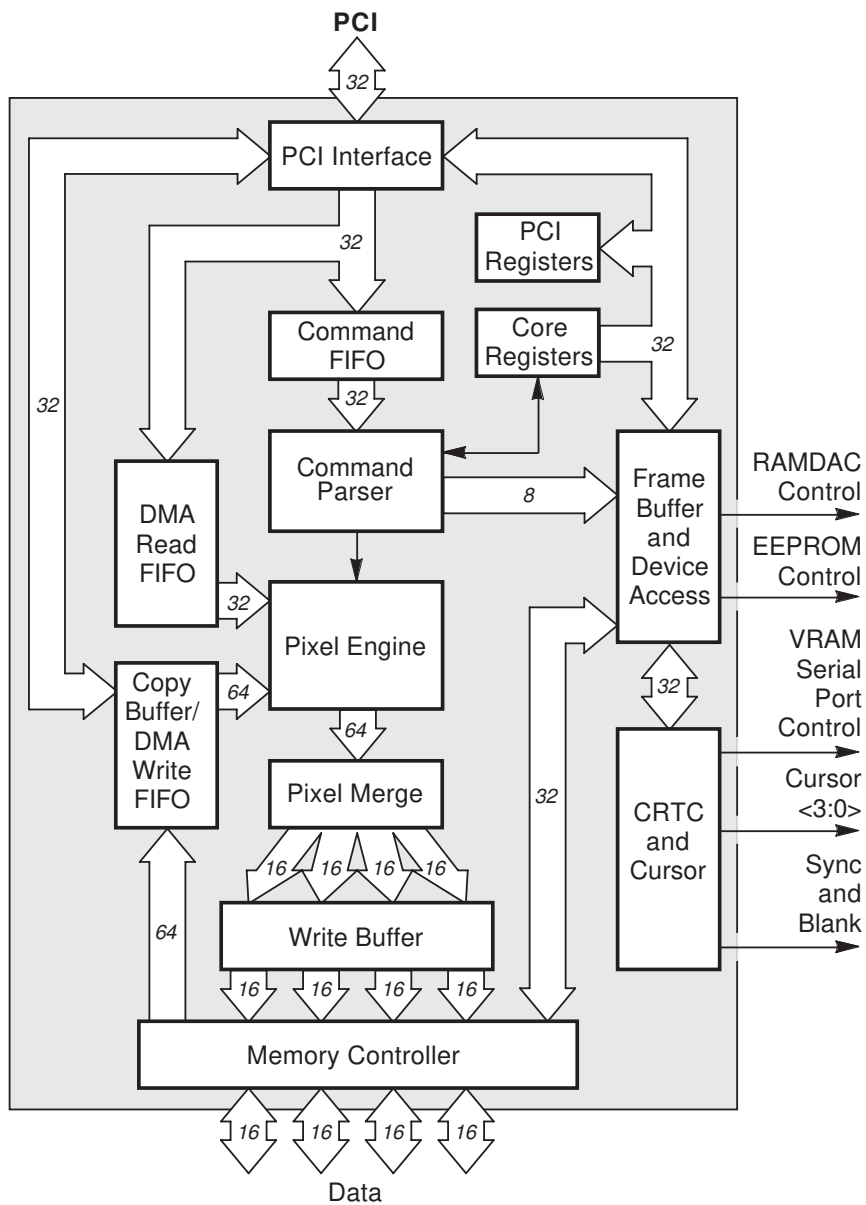 PCI
32
PCI Interface
32
PCI
Registers
Command
FIFO
Core
Registers
32
32
32
Command
Parser
8
Frame
Buffer
and
Device
Access
RAMDAC
Control
EEPROM
Control
DMA
Read
FIFO
32
Pixel Engine
Copy
Buffer/
DMA
Write
FIFO
64
64
32
VRAM
Serial
Port
Control
Pixel Merge
32
CRTC
and
Cursor
Cursor
<3:0>
16 16 16 16
Sync
and
Blank
64
Write Buffer
16 16 16 16
Memory Controller
16 16 16 16
Data